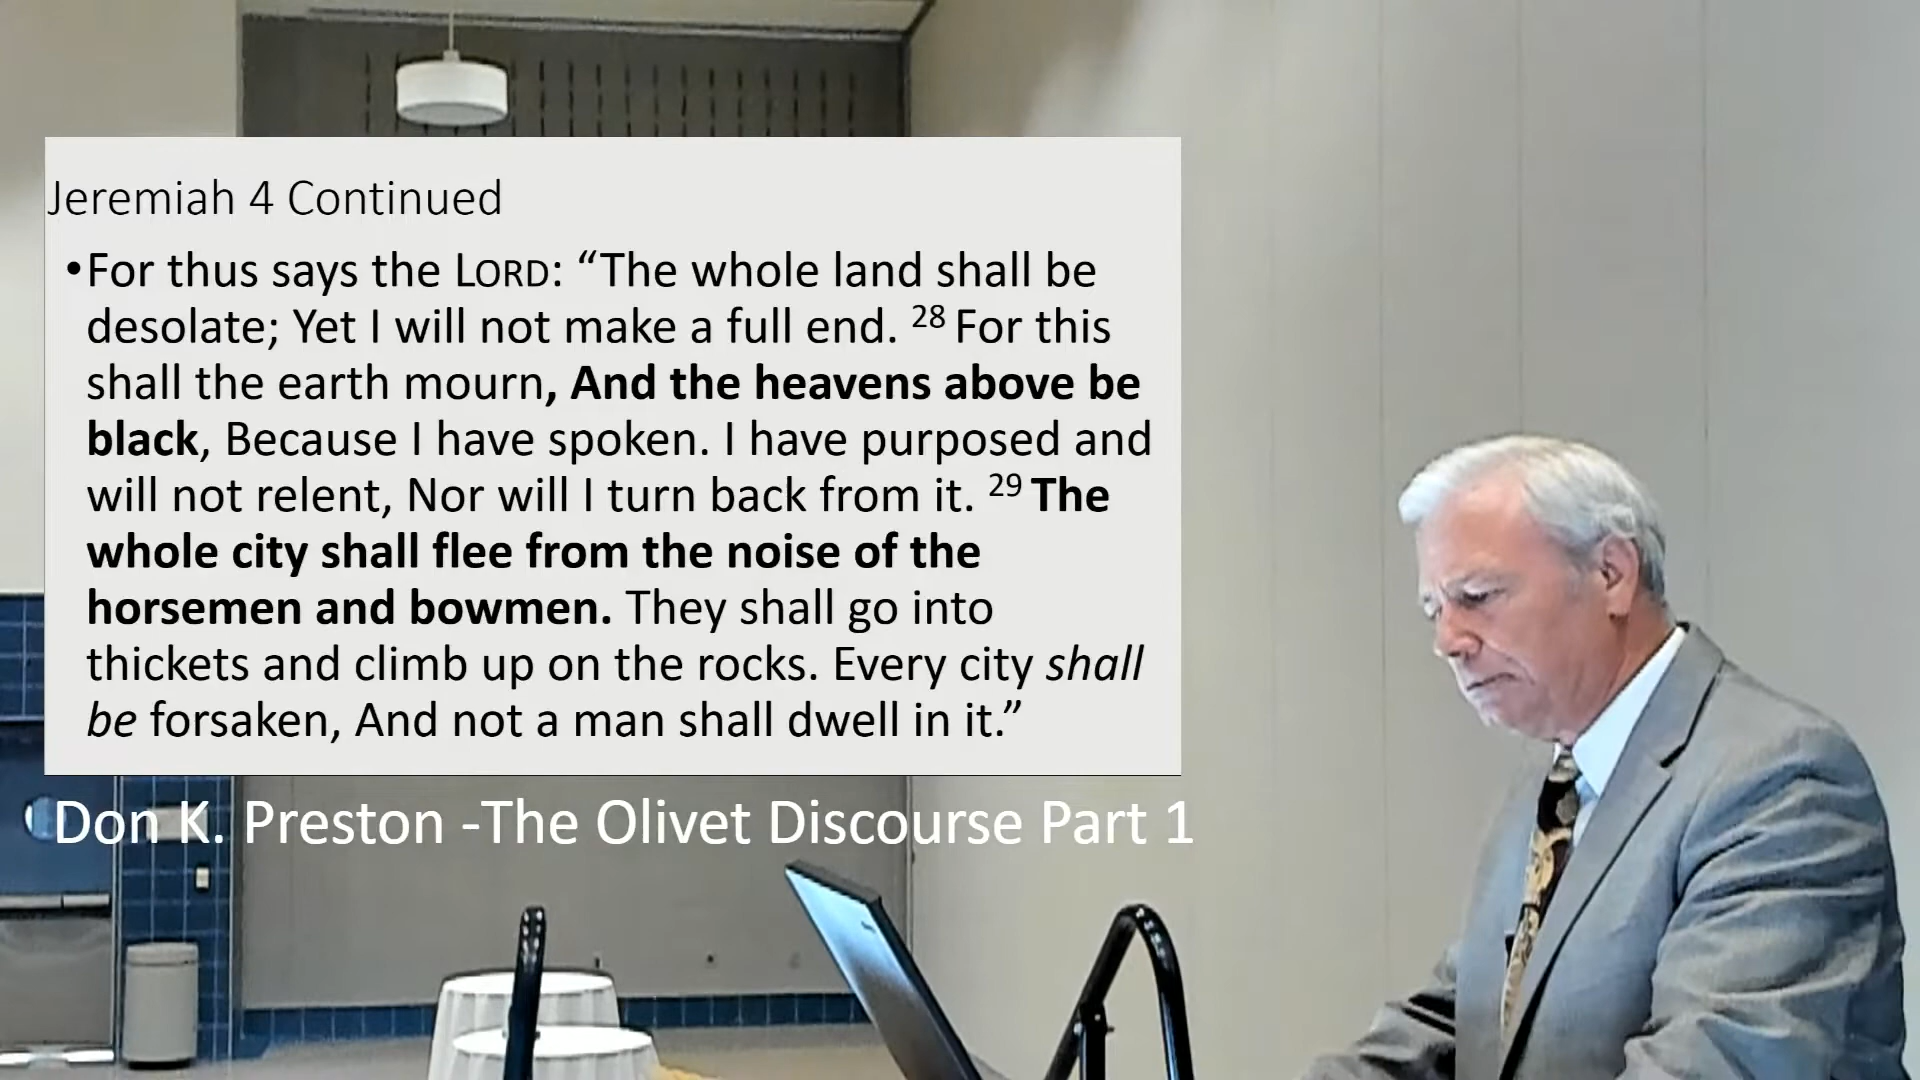 Jeremiah 4 Continued
•For thus says the LORD: “The whole land shall be
desolate; Yet I will not make a full end. 28 For this
shall the earth mourn, And the heavens above be
black, Because I have spoken. I have purposed and
will not relent, Nor will I turn back from it. 29 The
whole city shall flee from the noise of the
horsemen and bowmen. They shall go into
thickets and climb up on the rocks. Every city shall
be forsaken, And not a man shall dwell in it.”
Don K. Preston -The Olivet Discourse Part 1